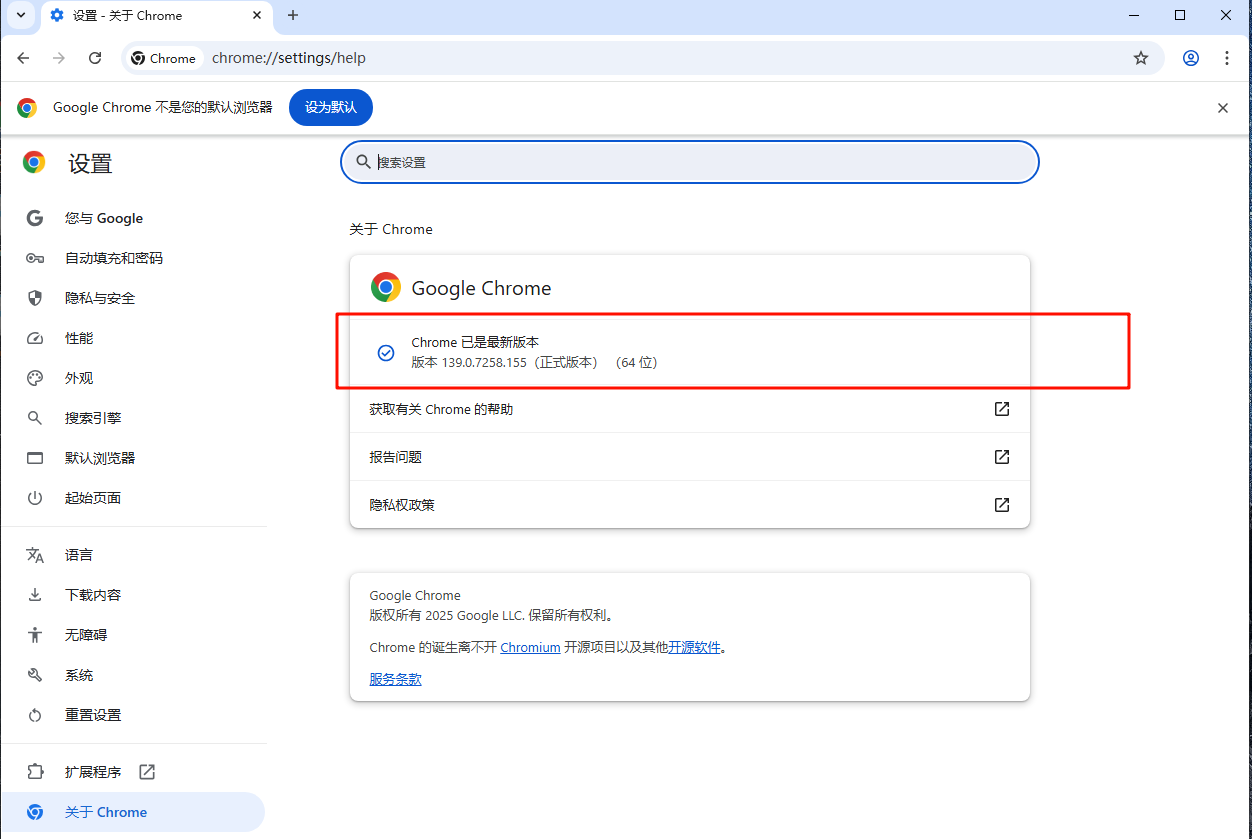 设置 - 关于 Chrome
Chrome
chrome://settings/help
Google Chrome 不是您的默认浏览器
设为默认
设置
搜索设置
您与 Google
自动填充和密码
隐私与安全
性能
外观
搜索引擎
默认浏览器
起始页面
语言
下载内容
无障碍
系统
重置设置
扩展程序
关于 Chrome
关于 Chrome
Google Chrome
Chrome 已是最新版本
版本 139.0.7258.155（正式版本） （64 位）
获取有关 Chrome 的帮助
报告问题
隐私权政策
Google Chrome
版权所有 2025 Google LLC. 保留所有权利。
Chrome 的诞生离不开 Chromium 开源项目以及其他开源软件。
服务条款